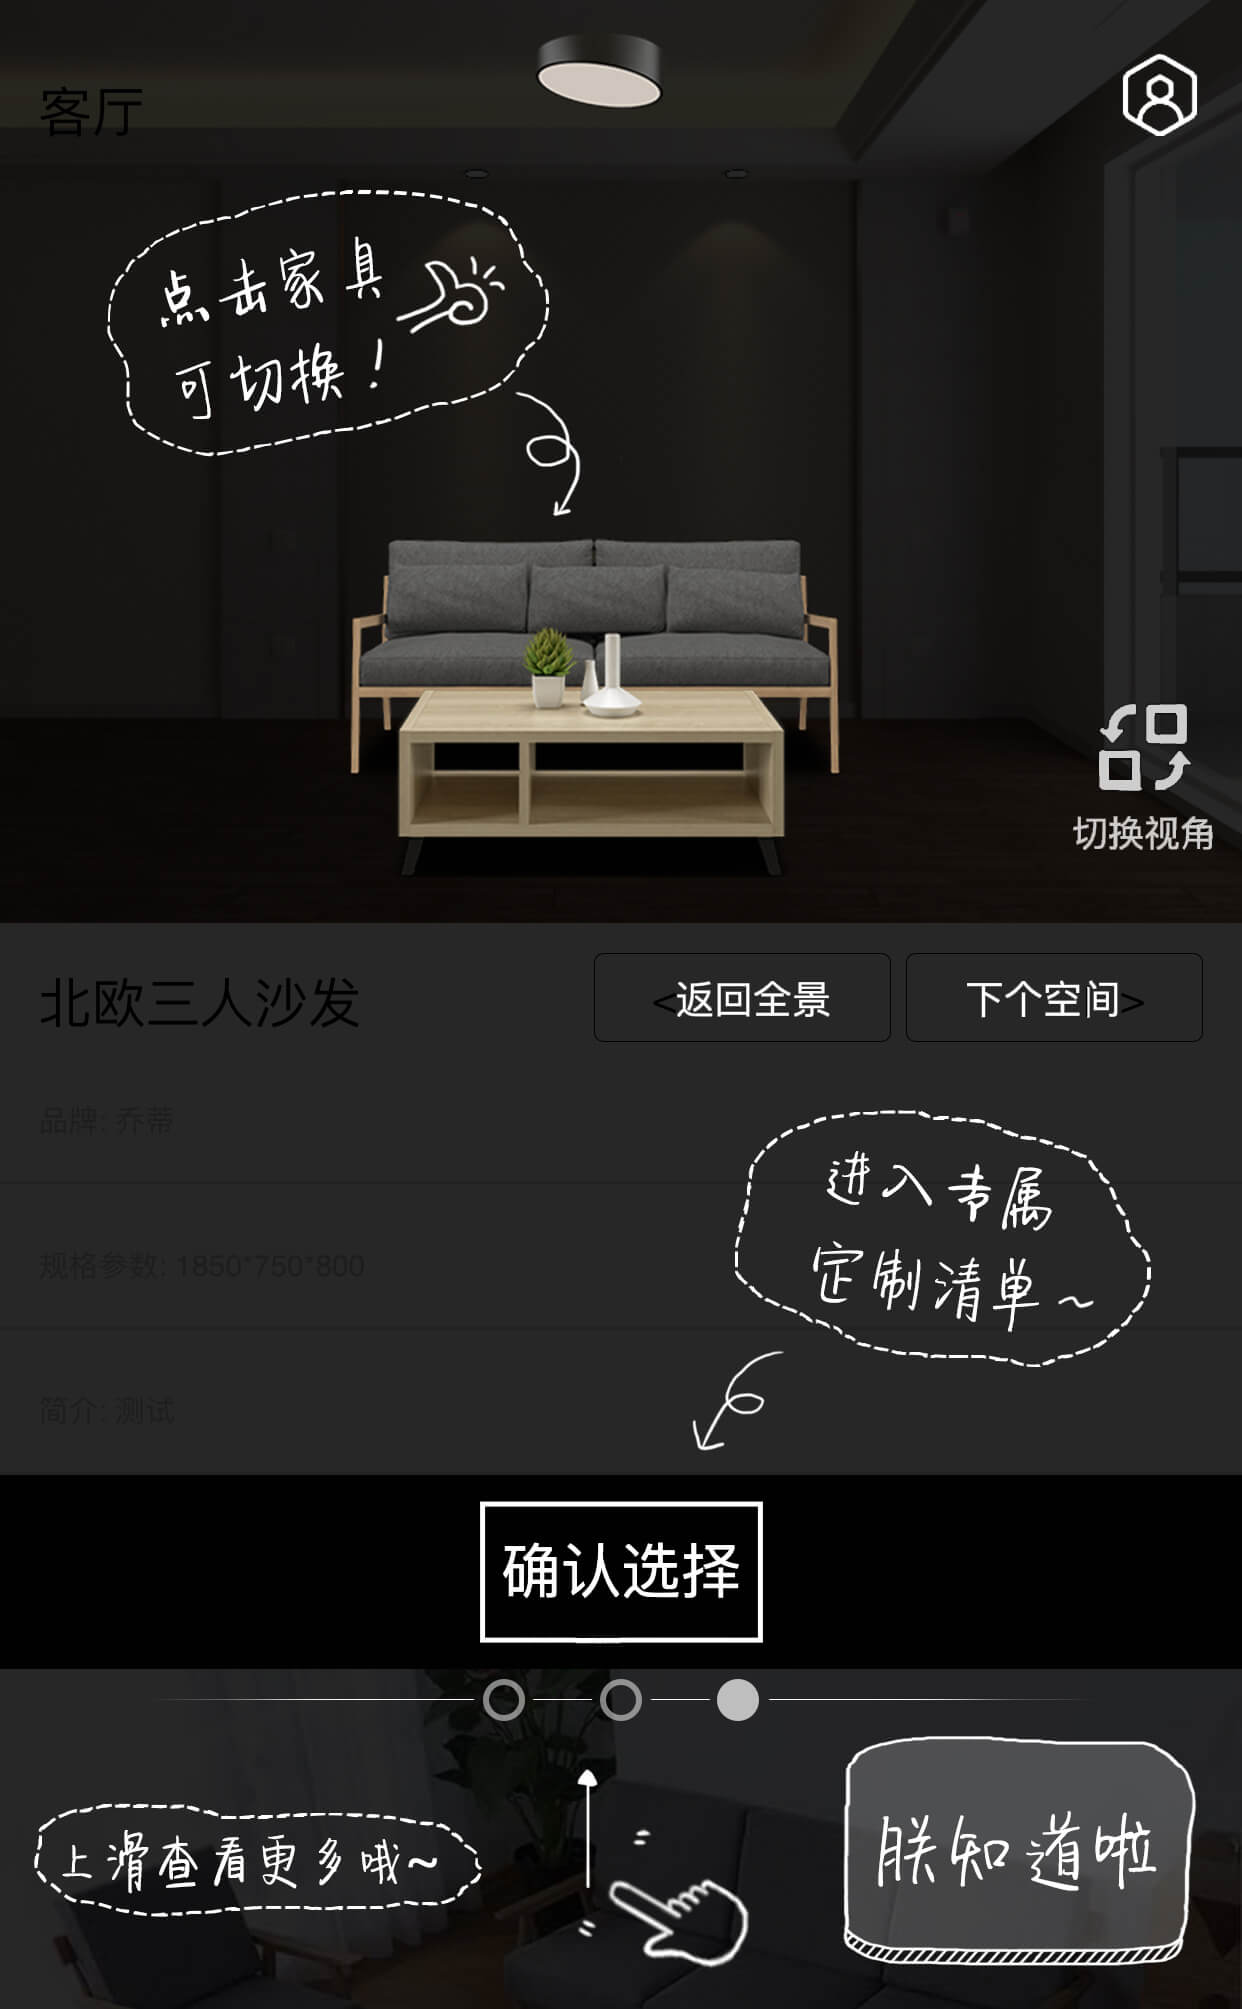 客厅
点击家具
可切换！
切换视角
北欧三人沙发
<返回全景
下个空间>
品牌: 乔蒂
进入专属
定制清单~
规格参数: 1850*750*800
简介: 测试
确认选择
上滑查看更多哦~
朕知道啦